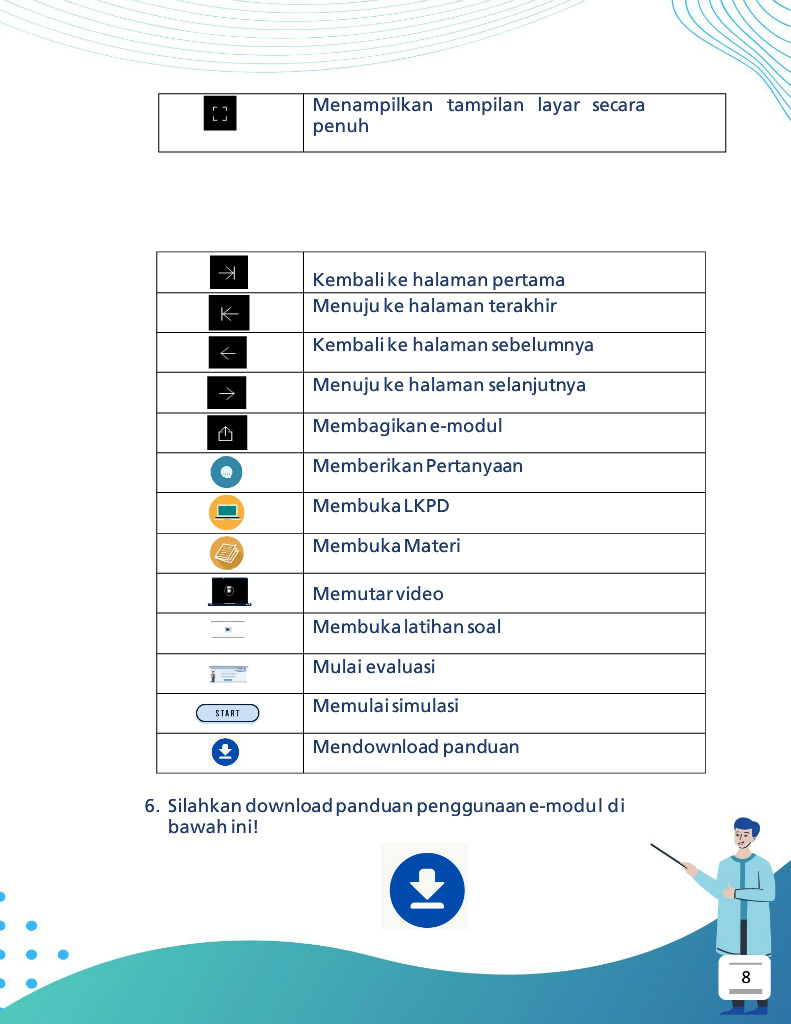 Menampilkan tampilan layar secara
penuh
Kembali ke halaman pertama
Menuju ke halaman terakhir
Kembali ke halaman sebelumnya
Menuju ke halaman selanjutnya
Membagikan e-modul
Memberikan Pertanyaan
Membuka LKPD
Membuka Materi
Memutar video
Membuka latihan soal
Mulai evaluasi
START
Memulai simulasi
Mendownload panduan
6. Silahkan download panduan penggunaan e-modul di
bawah ini!
8